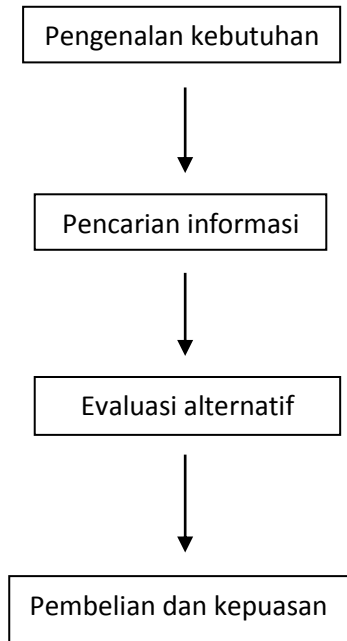 Pengenalan kebutuhan
Pencarian informasi
Evaluasi alternatif
Pembelian dan kepuasan